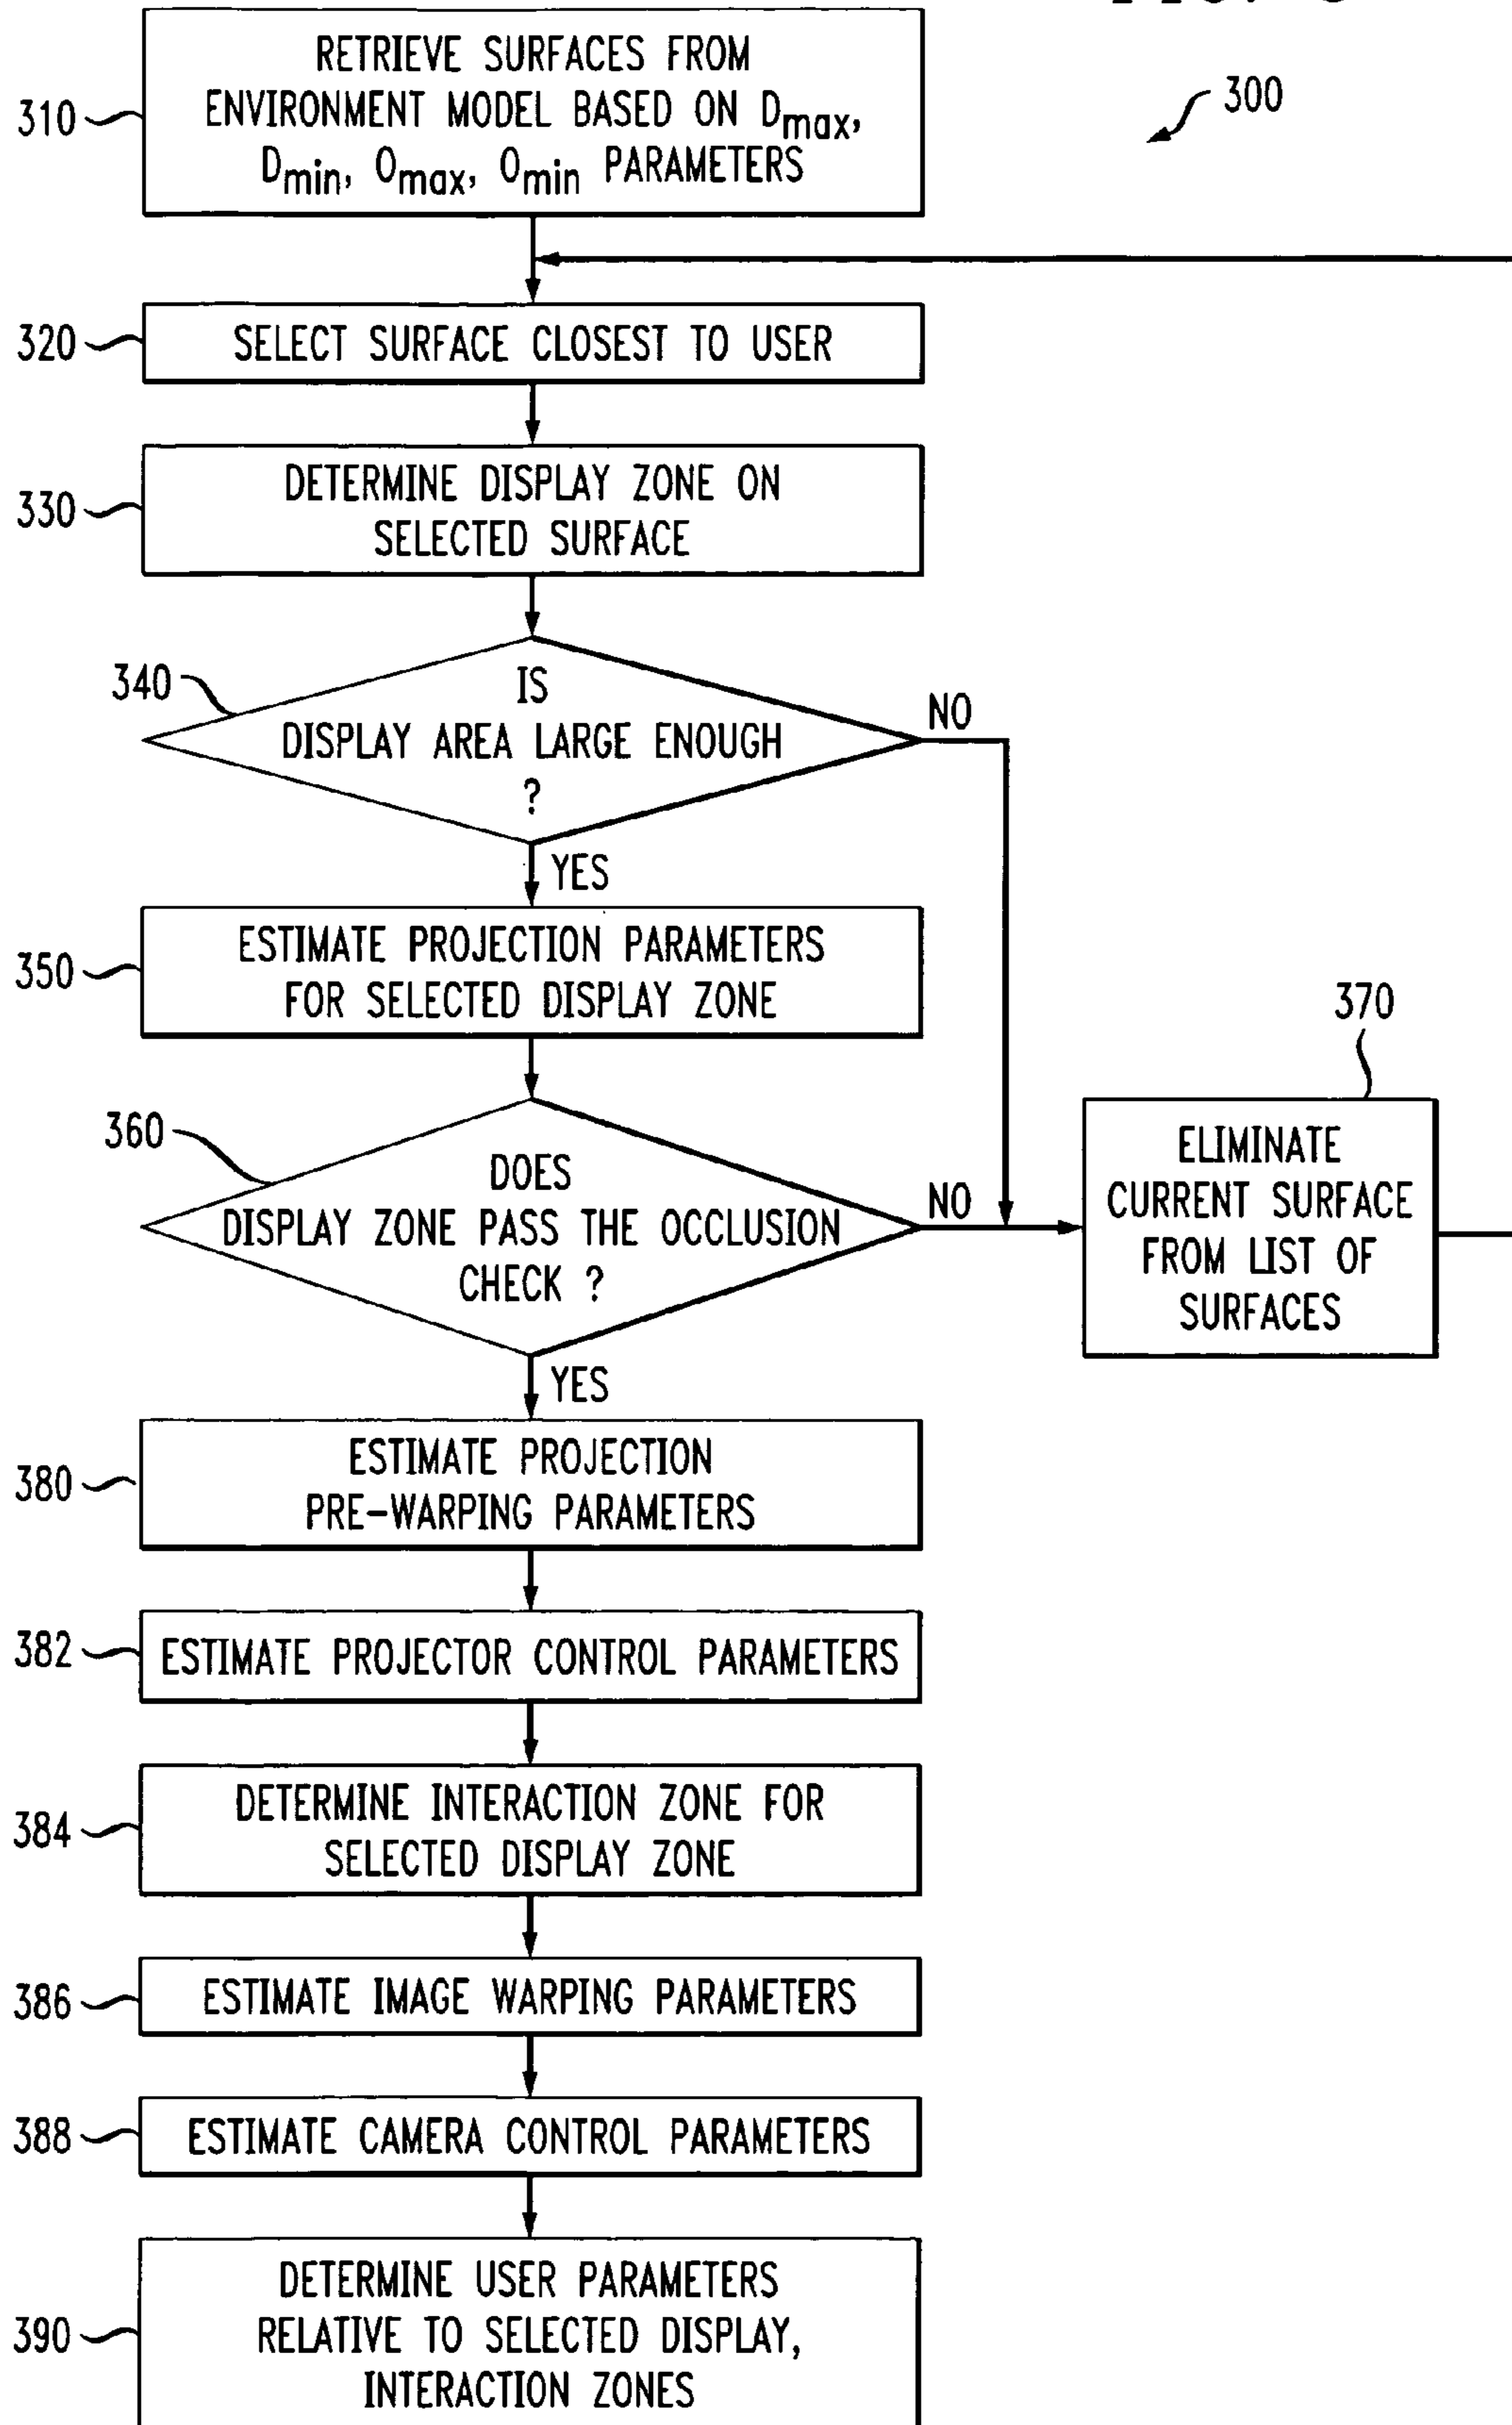 300
310
RETRIEVE SURFACES FROM
ENVIRONMENT MODEL BASED ON Dmax,
Dmin, Omax, Omin PARAMETERS
320
SELECT SURFACE CLOSEST TO USER
330
DETERMINE DISPLAY ZONE ON
SELECTED SURFACE
340
IS
DISPLAY AREA LARGE ENOUGH
?
NO
YES
350
ESTIMATE PROJECTION PARAMETERS
FOR SELECTED DISPLAY ZONE
360
DOES
DISPLAY ZONE PASS THE OCCLUSION
CHECK ?
NO
YES
370
ELIMINATE
CURRENT SURFACE
FROM LIST OF
SURFACES
380
ESTIMATE PROJECTION
PRE-WARPING PARAMETERS
382
ESTIMATE PROJECTOR CONTROL PARAMETERS
384
DETERMINE INTERACTION ZONE FOR
SELECTED DISPLAY ZONE
386
ESTIMATE IMAGE WARPING PARAMETERS
388
ESTIMATE CAMERA CONTROL PARAMETERS
390
DETERMINE USER PARAMETERS
RELATIVE TO SELECTED DISPLAY,
INTERACTION ZONES